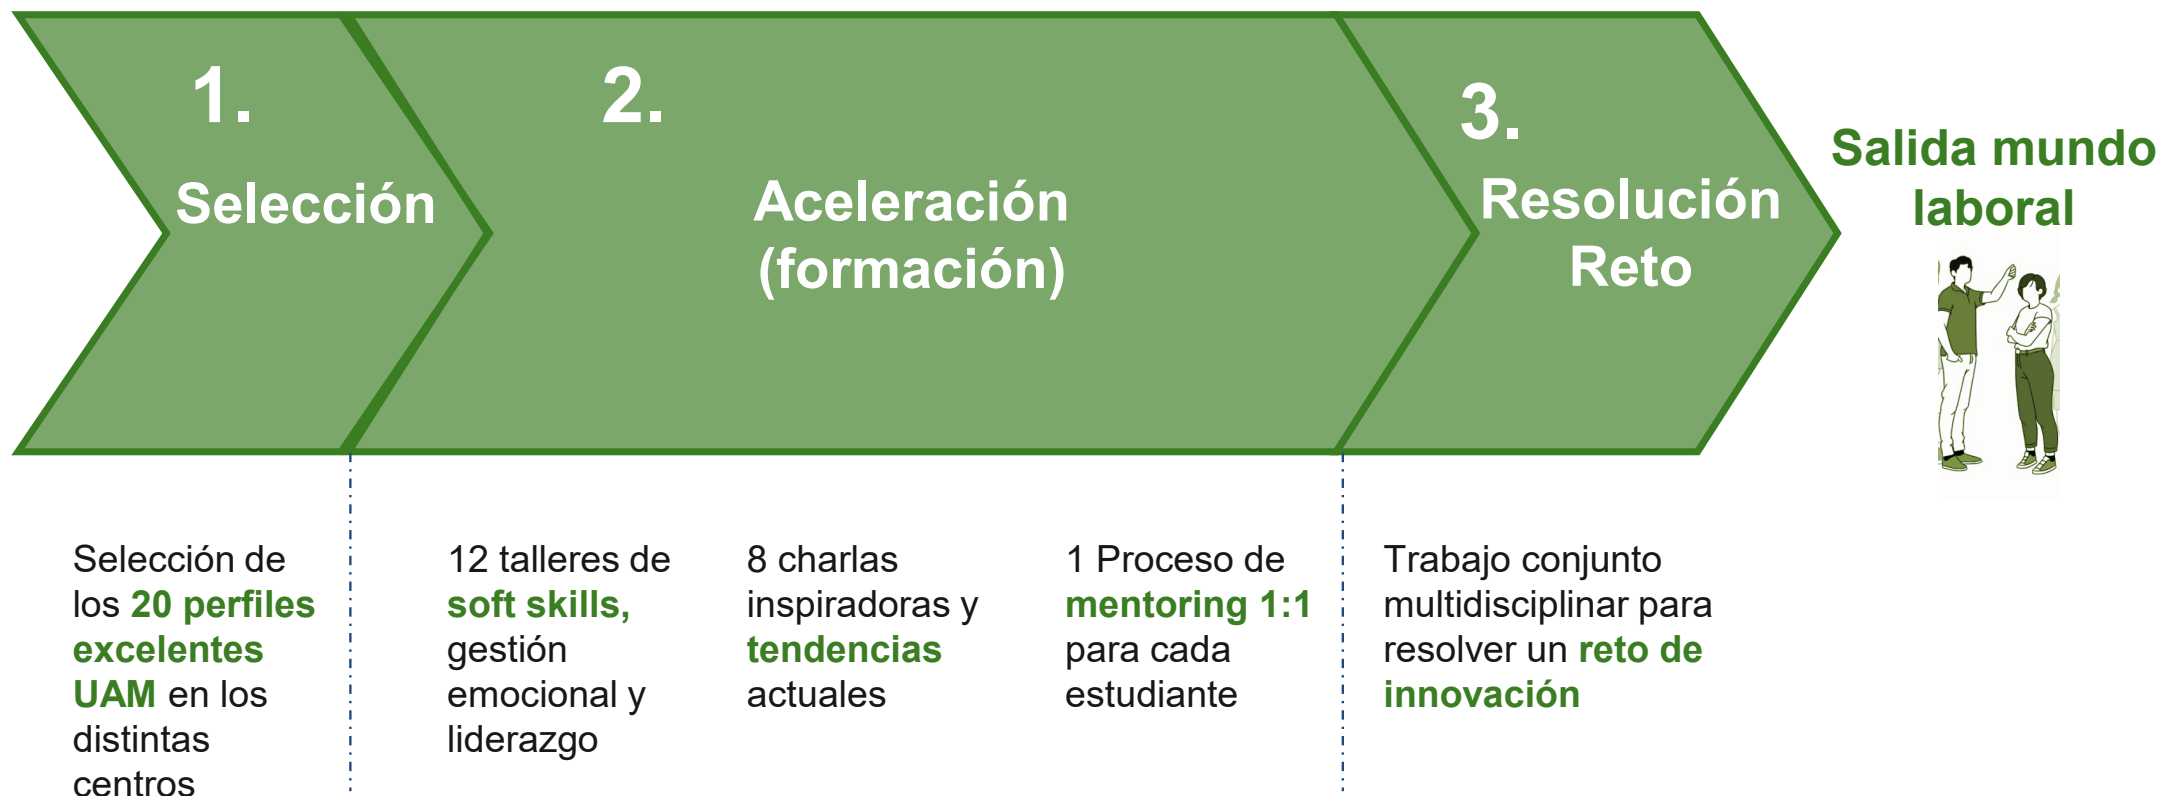 1.
Selección
2.
Aceleración
(formación)
3.
Resolución
Reto
Salida mundo
laboral
Selección de
los 20 perfiles
excelentes
UAM en los
distintas
centros
12 talleres de
soft skills,
gestión
emocional y
liderazgo
8 charlas
inspiradoras y
tendencias
actuales
1 Proceso de
mentoring 1:1
para cada
estudiante
Trabajo conjunto
multidisciplinar para
resolver un reto de
innovación